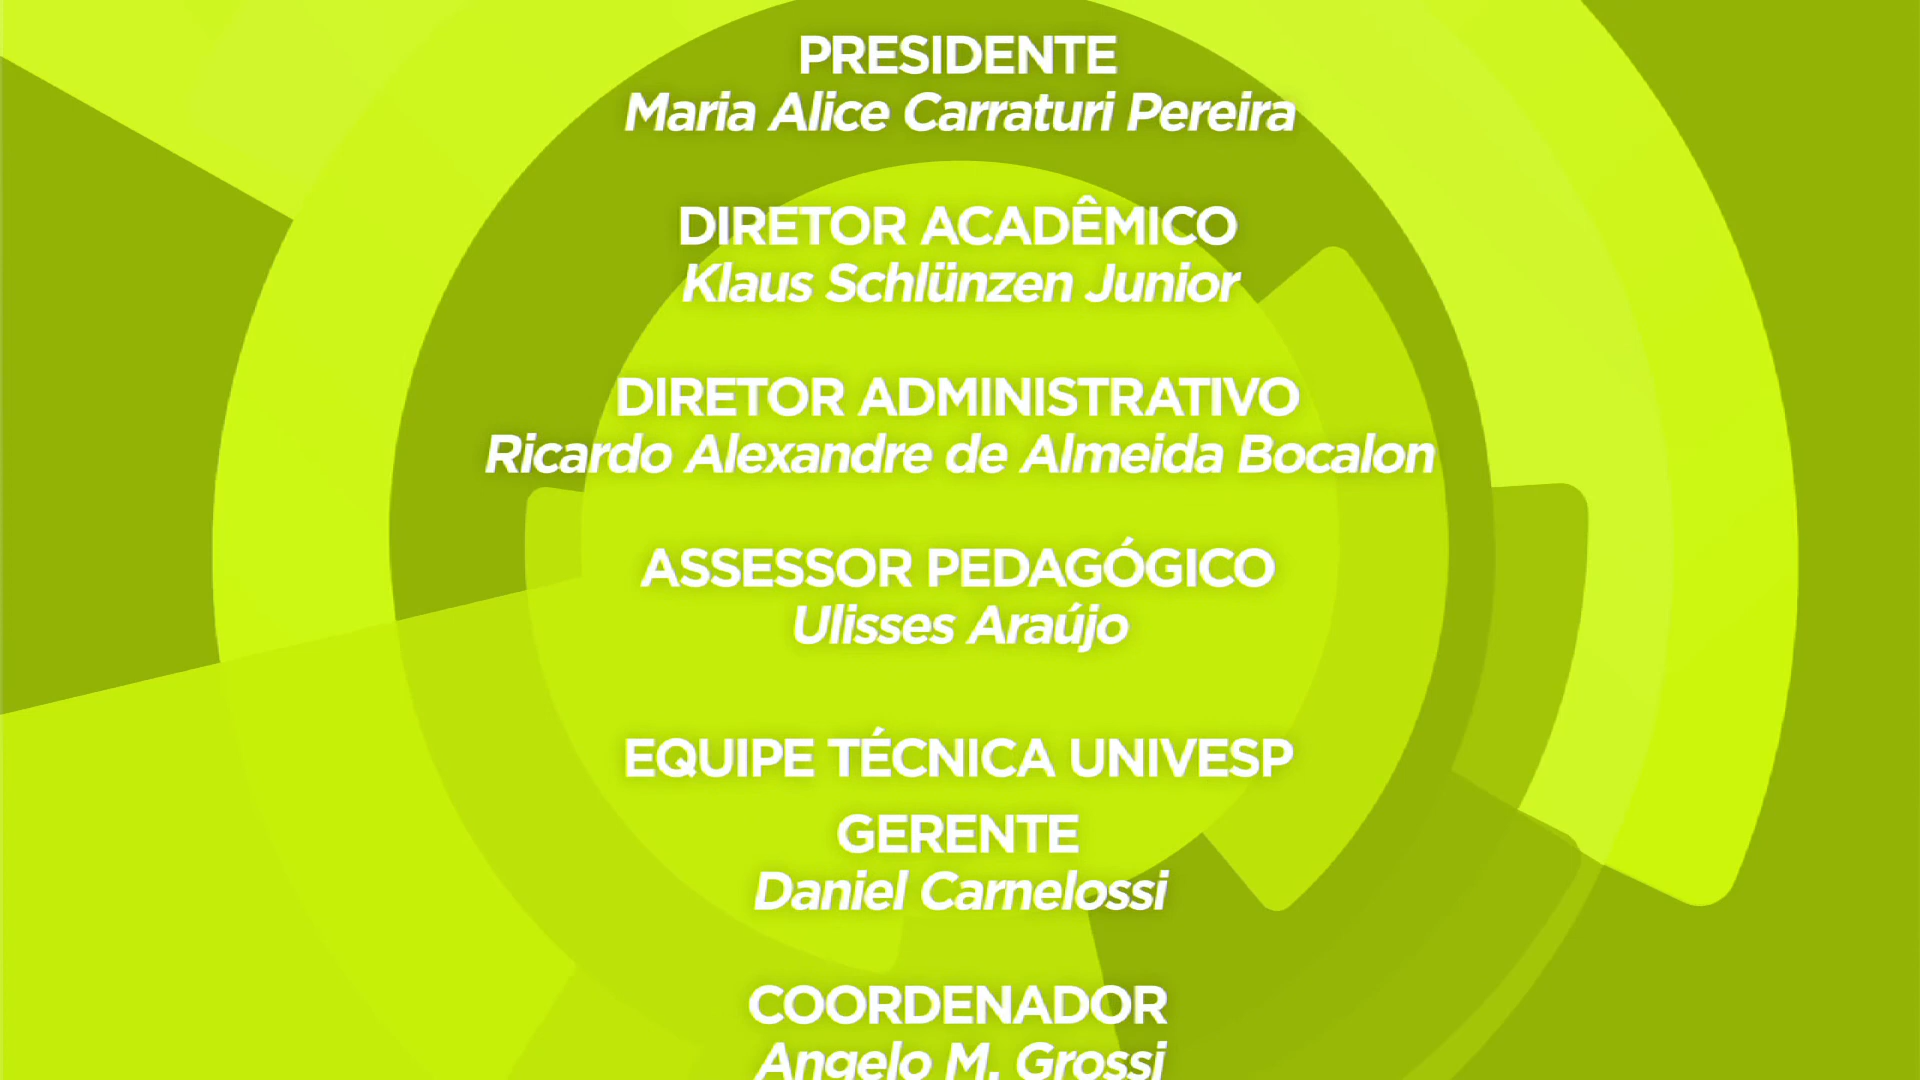 PRESIDENTE
Maria Alice Carraturi Pereira
DIRETOR ACADÊMICO
Klaus Schlünzen Junior
DIRETOR ADMINISTRATIVO
Ricardo Alexandre de Almeida Bocalon
ASSESSOR PEDAGÓGICO
Ulisses Araújo
EQUIPE TÉCNICA UNIVESP
GERENTE
Daniel Carnelossi
COORDENADOR
Angelo M. Grossi